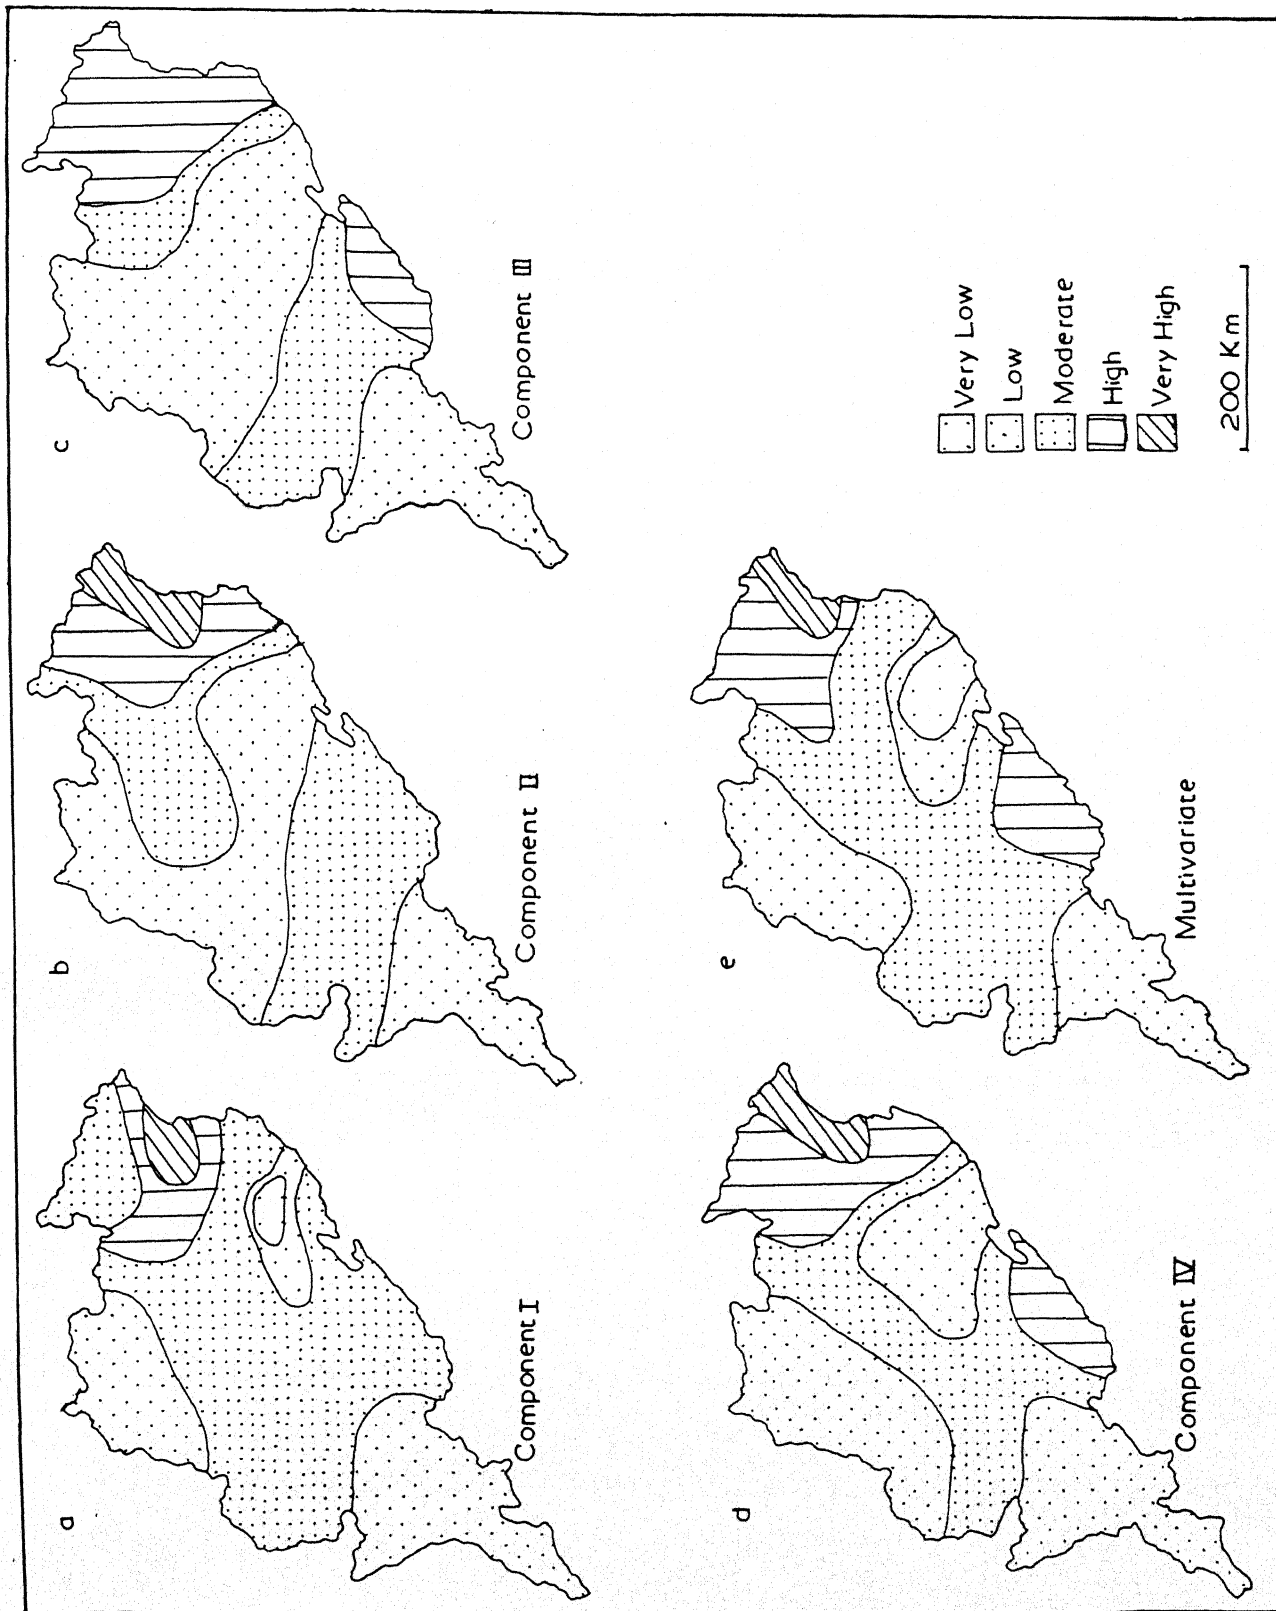 a
Component I
b
Component II
c
Component III
d
Component IV
e
Multivariate
Very Low
Low
Moderate
High
Very High
200 Km